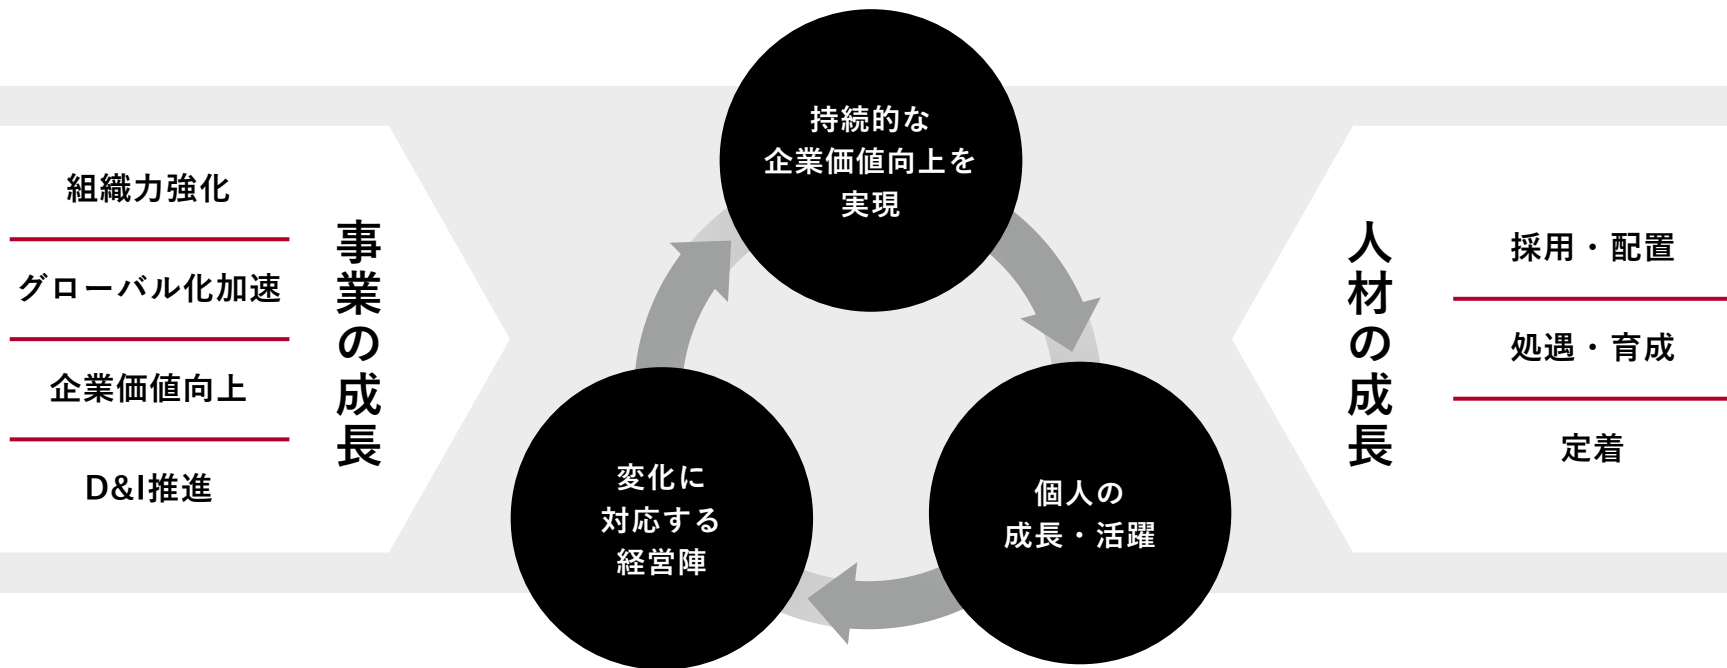 組織力強化
グローバル化加速
企業価値向上
D&I推進
事業の成長
持続的な
企業価値向上を
実現
変化に
対応する
経営陣
個人の
成長・活躍
人材の成長
採用・配置
処遇・育成
定着